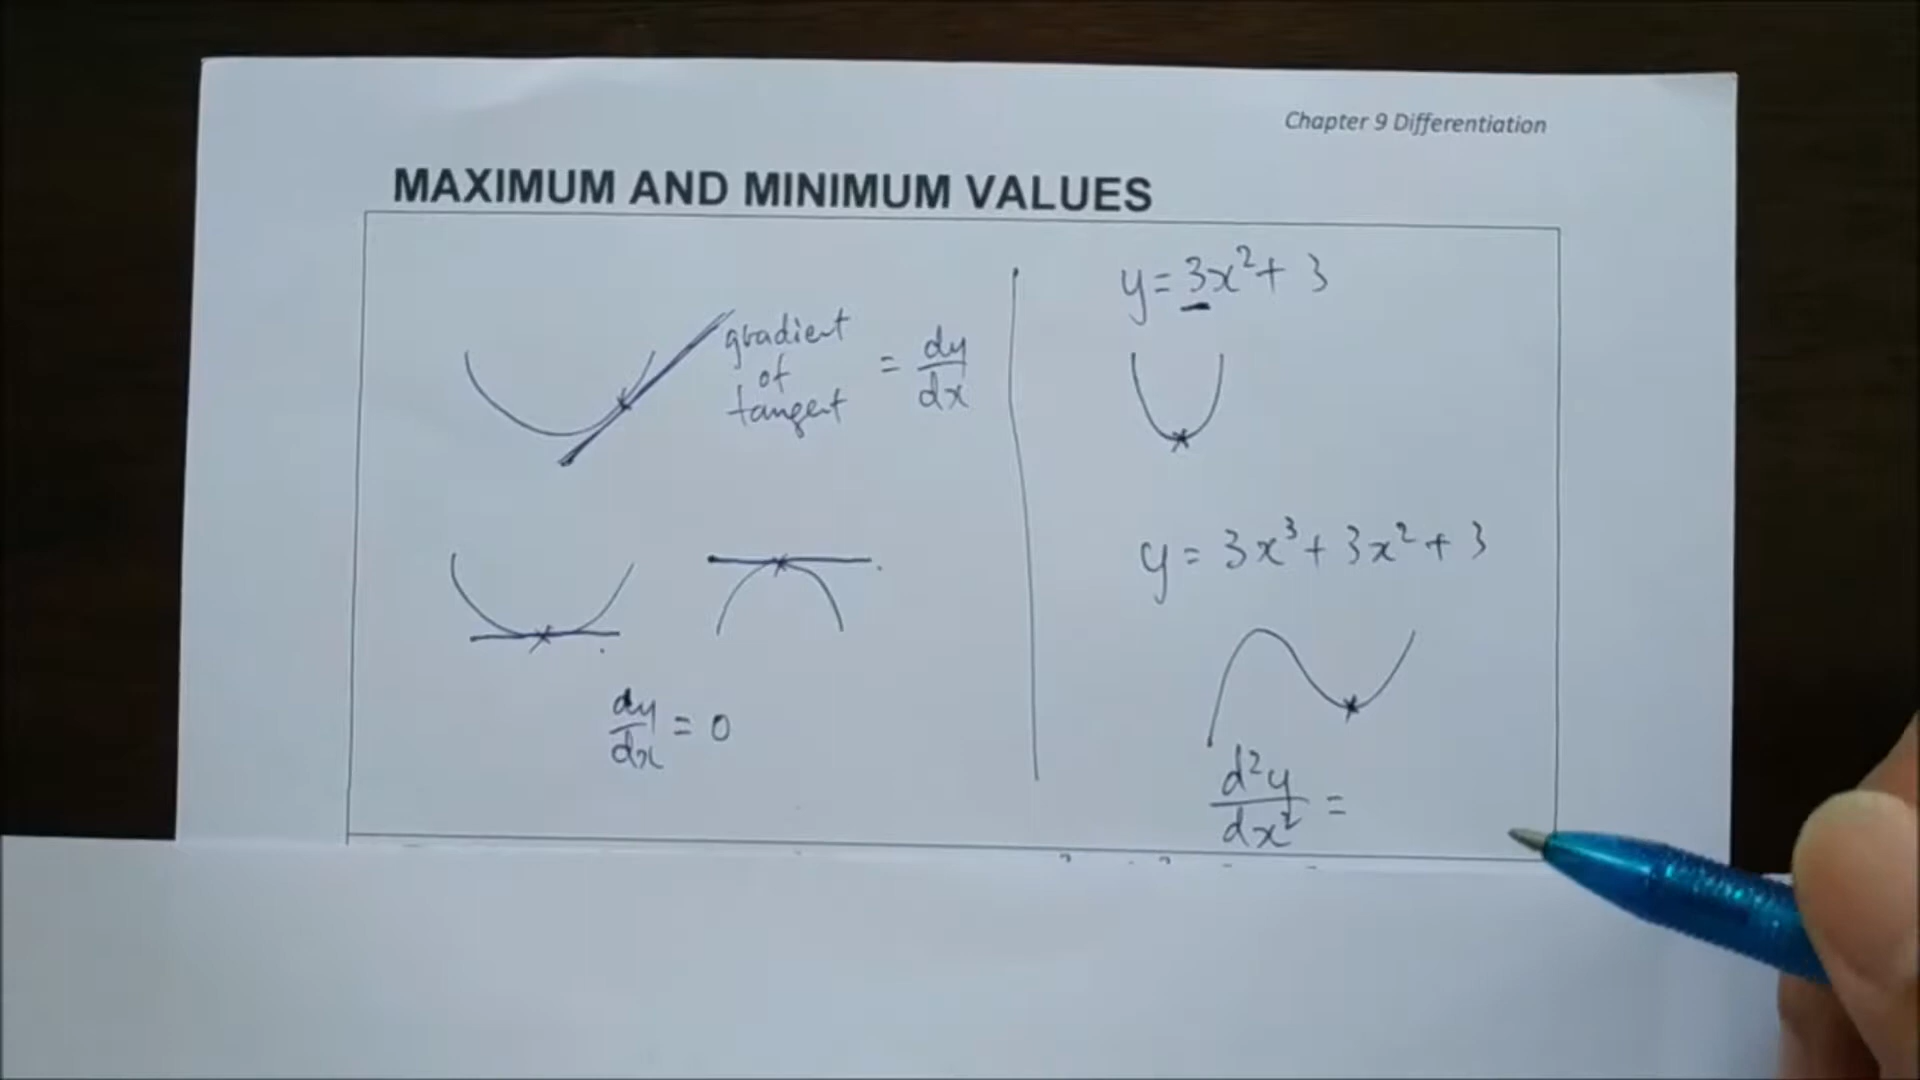 Chapter 9 Differentiation
MAXIMUM AND MINIMUM VALUES
gradient
of
tangent
= dy/dx
dy/dx = 0
y = 3x² + 3
y = 3x³ + 3x² + 3
d²y/dx² =